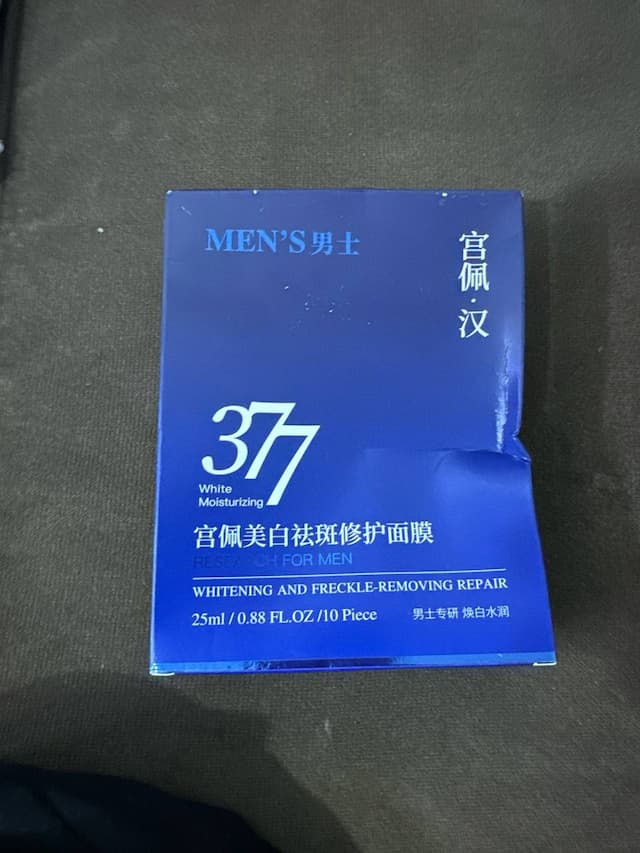 MEN'S 男士
宫佩·汉
377
White
Moisturizing
宫佩美白祛斑修护面膜
RESEARCH FOR MEN
WHITENING AND FRECKLE-REMOVING REPAIR
25ml / 0.88 FL.OZ /10 Piece
男士专研 焕白水润